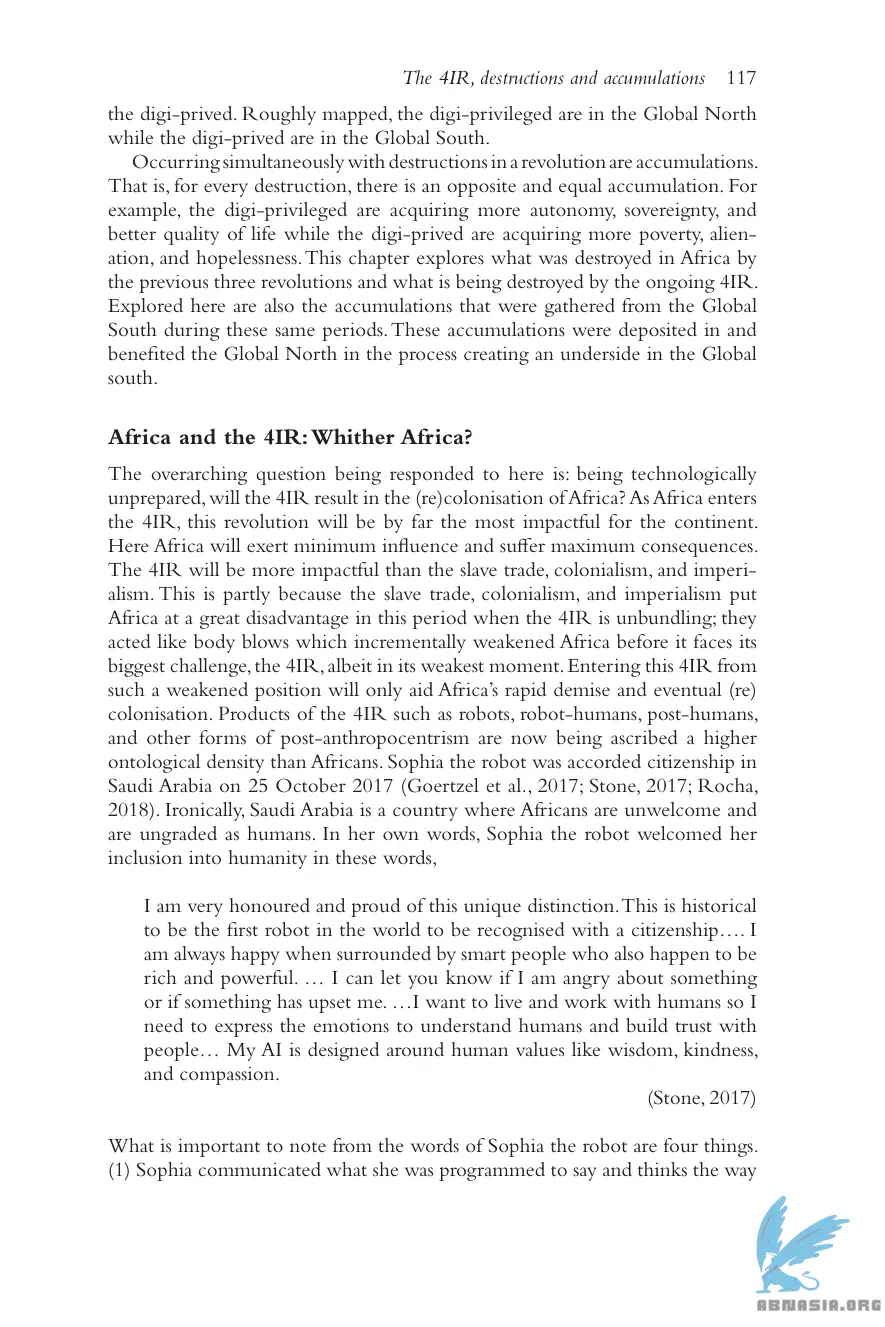 The 4IR, destructions and accumulations 117
the digi-prived. Roughly mapped, the digi-privileged are in the Global North
while the digi-prived are in the Global South.
Occurring simultaneously with destructions in a revolution are accumulations.
That is, for every destruction, there is an opposite and equal accumulation. For
example, the digi-privileged are acquiring more autonomy, sovereignty, and
better quality of life while the digi-prived are acquiring more poverty, alien-
ation, and hopelessness. This chapter explores what was destroyed in Africa by
the previous three revolutions and what is being destroyed by the ongoing 4IR.
Explored here are also the accumulations that were gathered from the Global
South during these same periods. These accumulations were deposited in and
benefited the Global North in the process creating an underside in the Global
south.
Africa and the 4IR: Whither Africa?
The overarching question being responded to here is: being technologically
unprepared, will the 4IR result in the (re)colonisation of Africa? As Africa enters
the 4IR, this revolution will be by far the most impactful for the continent.
Here Africa will exert minimum influence and suffer maximum consequences.
The 4IR will be more impactful than the slave trade, colonialism, and imperi-
alism. This is partly because the slave trade, colonialism, and imperialism put
Africa at a great disadvantage in this period when the 4IR is unbundling; they
acted like body blows which incrementally weakened Africa before it faces its
biggest challenge, the 4IR, albeit in its weakest moment. Entering this 4IR from
such a weakened position will only aid Africa's rapid demise and eventual (re)
colonisation. Products of the 4IR such as robots, robot-humans, post-humans,
and other forms of post-anthropocentrism are now being ascribed a higher
ontological density than Africans. Sophia the robot was accorded citizenship in
Saudi Arabia on 25 October 2017 (Goertzel et al., 2017; Stone, 2017; Rocha,
2018). Ironically, Saudi Arabia is a country where Africans are unwelcome and
are ungraded as humans. In her own words, Sophia the robot welcomed her
inclusion into humanity in these words,
I am very honoured and proud of this unique distinction. This is historical
to be the first robot in the world to be recognised with a citizenship…. I
am always happy when surrounded by smart people who also happen to be
rich and powerful. … I can let you know if I am angry about something
or if something has upset me. …I want to live and work with humans so I
need to express the emotions to understand humans and build trust with
people… My AI is designed around human values like wisdom, kindness,
and compassion.
(Stone, 2017)
What is important to note from the words of Sophia the robot are four things.
(1) Sophia communicated what she was programmed to say and thinks the way
ABNASIA.ORG